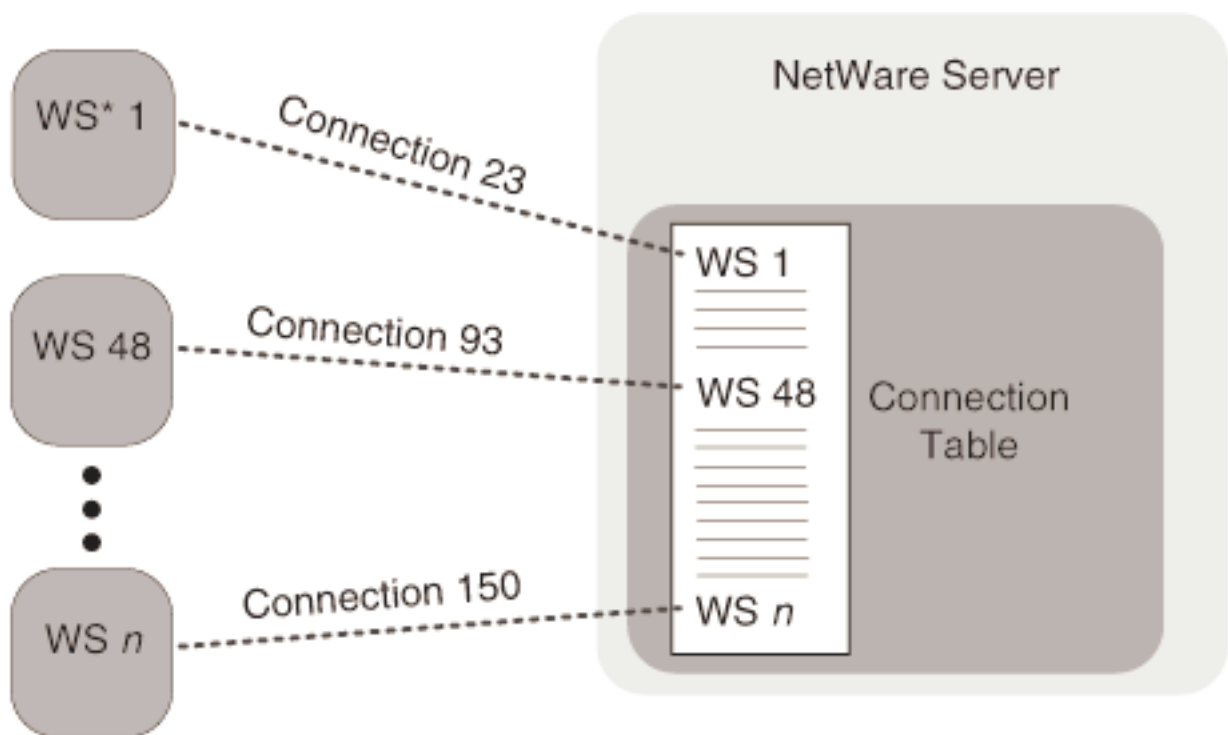 NetWare Server
WS* 1
Connection 23
WS 1
WS 48
Connection 93
WS 48
Connection
Table
WS n
Connection 150
WS n